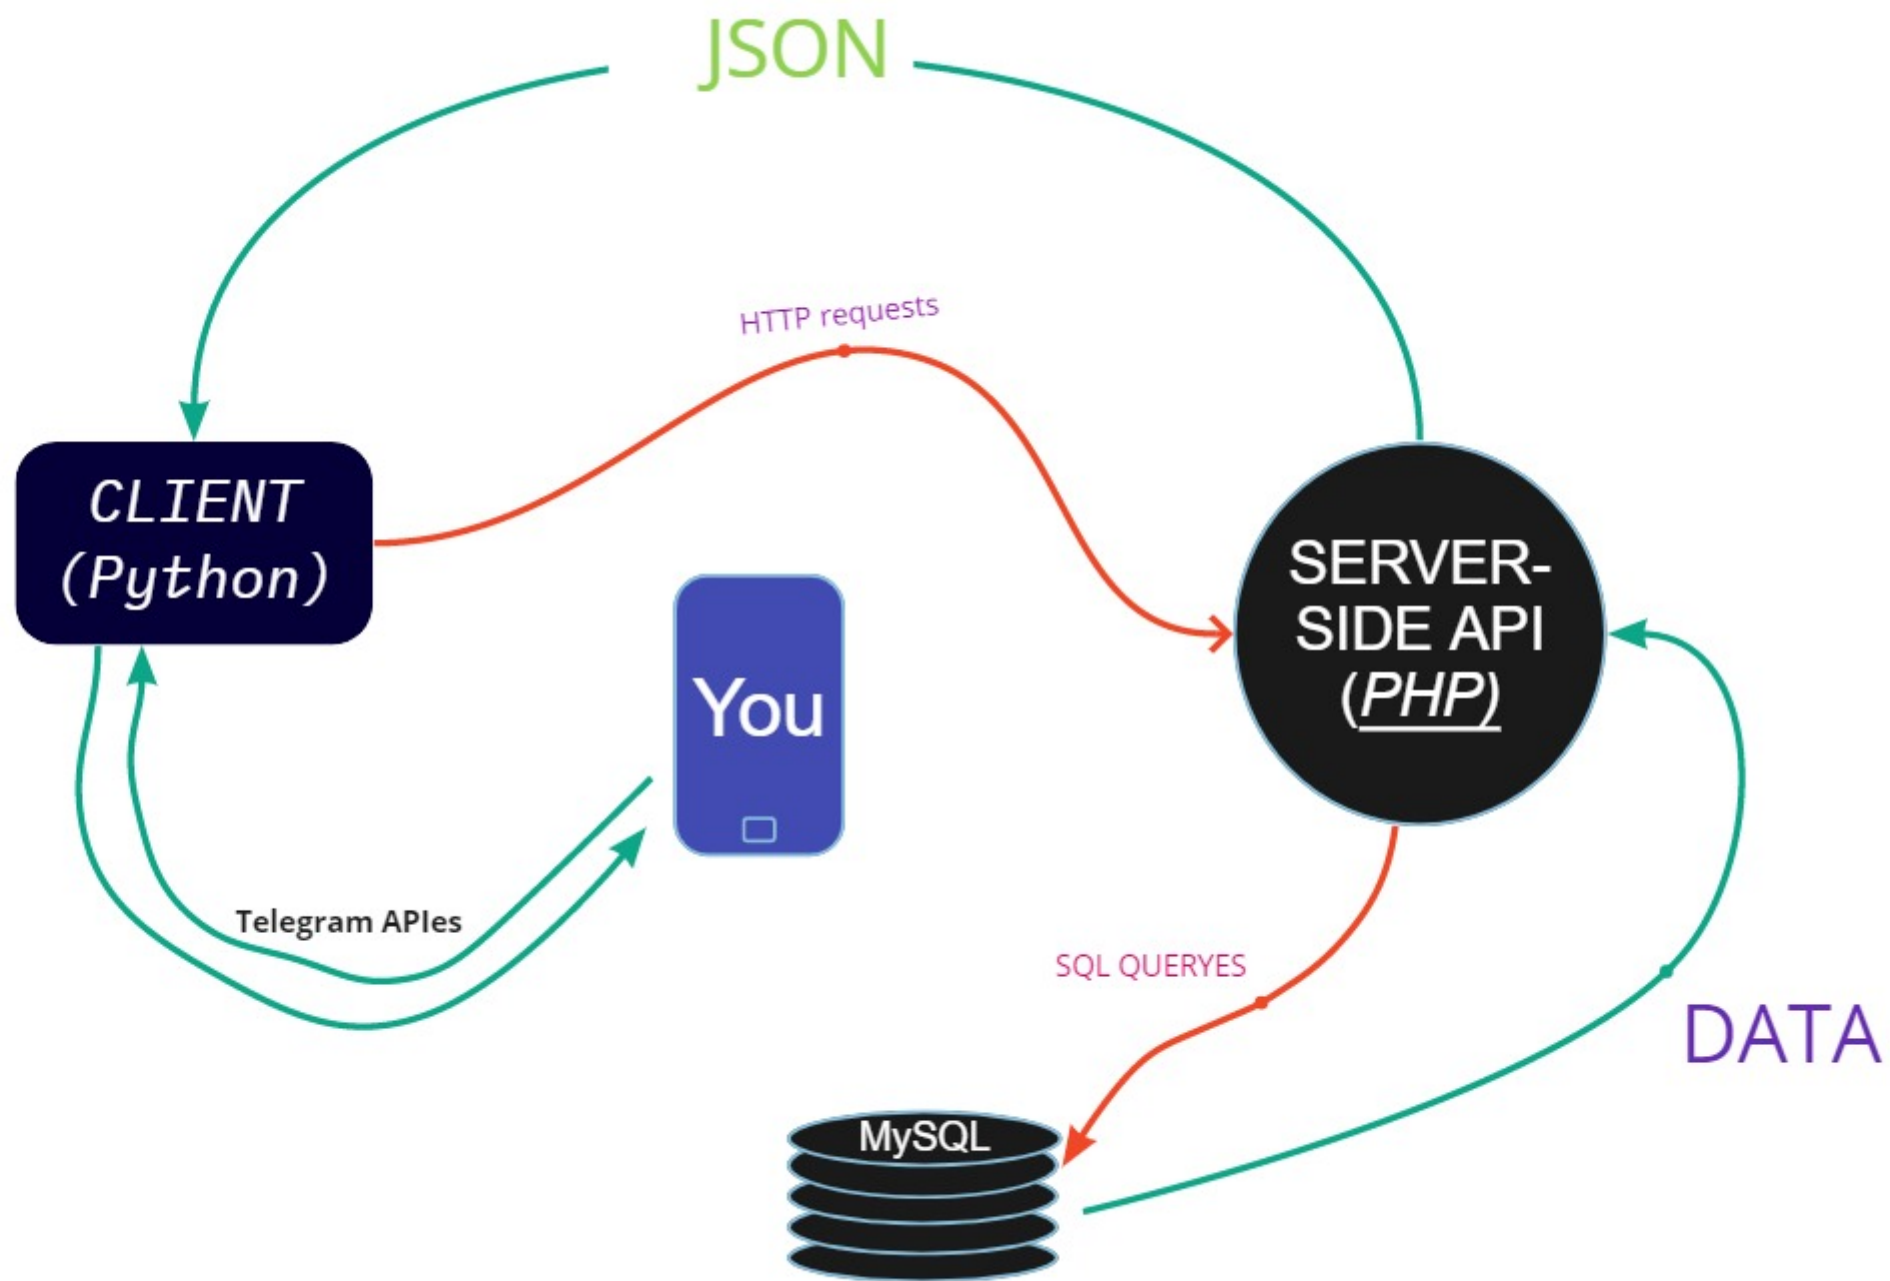 JSON
HTTP requests
CLIENT
(Python)
SERVER-
SIDE API
(PHP)
You
Telegram APIes
SQL QUERYES
DATA
MySQL